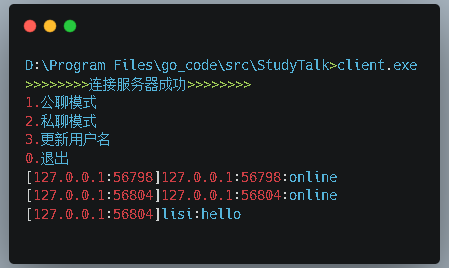 D:\Program Files\go_code\src\StudyTalk>client.exe
>>>>>>>>连接服务器成功>>>>>>>>
1.公聊模式
2.私聊模式
3.更新用户名
0.退出
[127.0.0.1:56798]127.0.0.1:56798:online
[127.0.0.1:56804]127.0.0.1:56804:online
[127.0.0.1:56804]lisi:hello